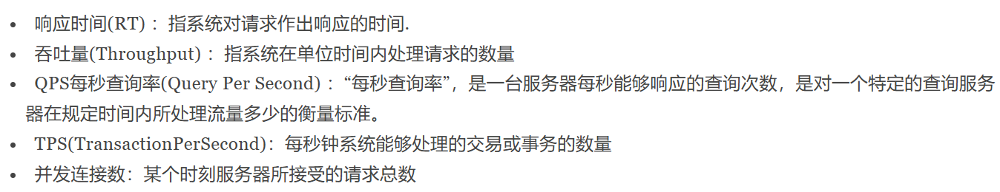 • 响应时间(RT) ：指系统对请求作出响应的时间.
• 吞吐量(Throughput) ：指系统在单位时间内处理请求的数量
• QPS每秒查询率(Query Per Second) ：“每秒查询率”，是一台服务器每秒能够响应的查询次数，是对一个特定的查询服务
器在规定时间内所处理流量多少的衡量标准。
• TPS(TransactionPerSecond)：每秒钟系统能够处理的交易或事务的数量
• 并发连接数：某个时刻服务器所接受的请求总数